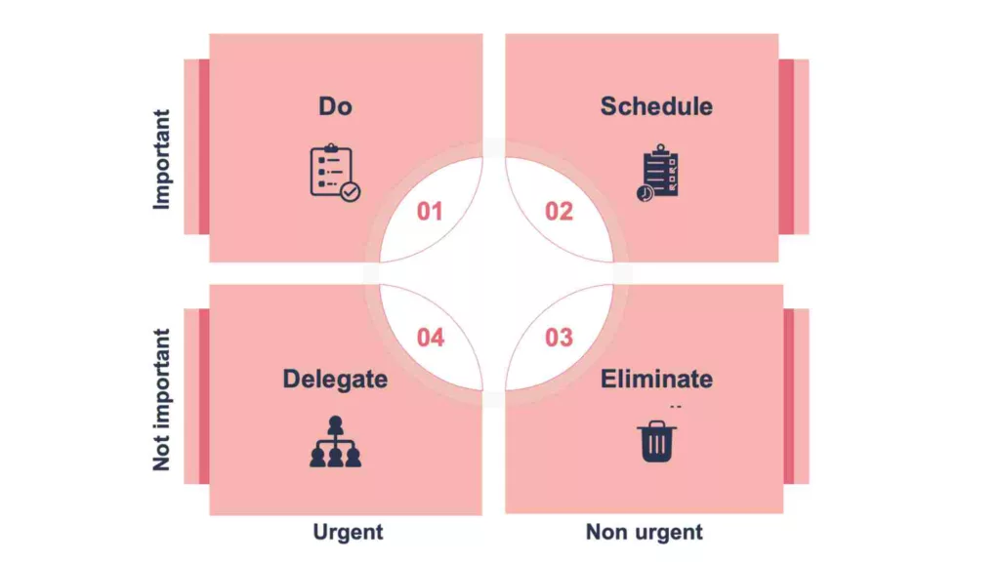 Important
Do
Schedule
01
02
Not important
04
03
Delegate
Eliminate
Urgent
Non urgent